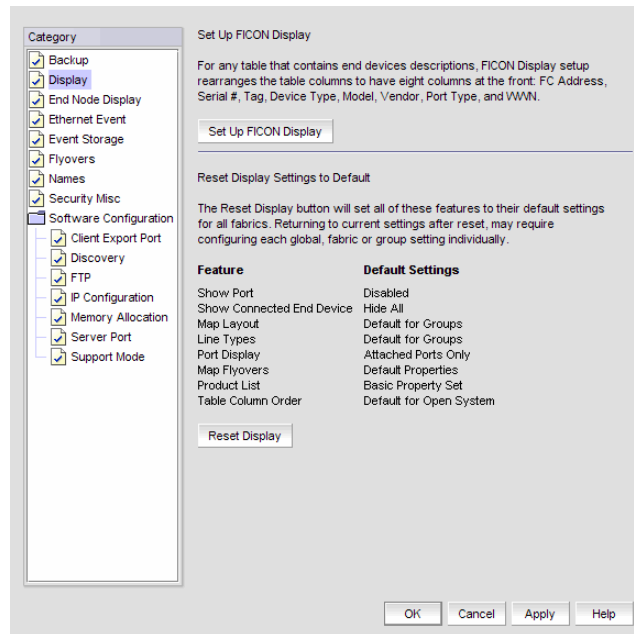 Category
Backup
Display
End Node Display
Ethernet Event
Event Storage
Flyovers
Names
Security Misc
Software Configuration
Client Export Port
Discovery
FTP
IP Configuration
Memory Allocation
Server Port
Support Mode
Set Up FICON Display
For any table that contains end devices descriptions, FICON Display setup
rearranges the table columns to have eight columns at the front: FC Address,
Serial #, Tag, Device Type, Model, Vendor, Port Type, and WWN.
Set Up FICON Display
Reset Display Settings to Default
The Reset Display button will set all of these features to their default settings
for all fabrics. Returning to current settings after reset, may require
configuring each global, fabric or group setting individually.
Feature Default Settings
Show Port Disabled
Show Connected End Device Hide All
Map Layout Default for Groups
Line Types Default for Groups
Port Display Attached Ports Only
Map Flyovers Default Properties
Product List Basic Property Set
Table Column Order Default for Open System
Reset Display
OK Cancel Apply Help